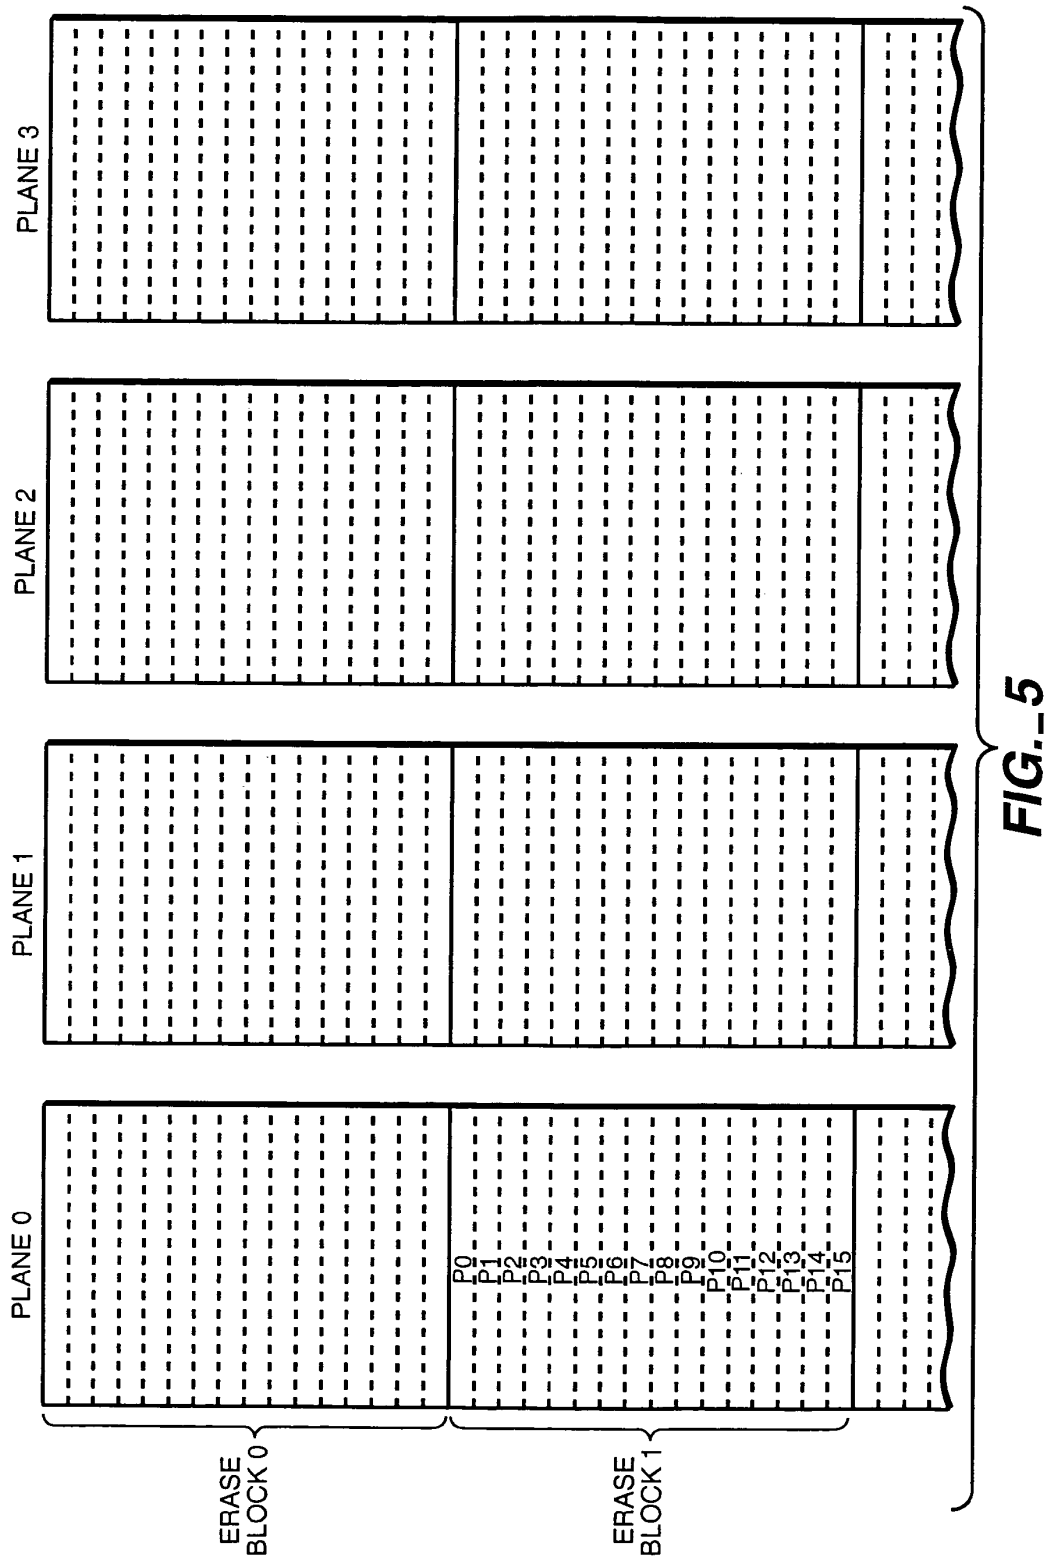 PLANE 0
PLANE 1
PLANE 2
PLANE 3
ERASE
BLOCK 0
ERASE
BLOCK 1
P0
P1
P2
P3
P4
P5
P6
P7
P8
P9
P10
P11
P12
P13
P14
P15
FIG._5